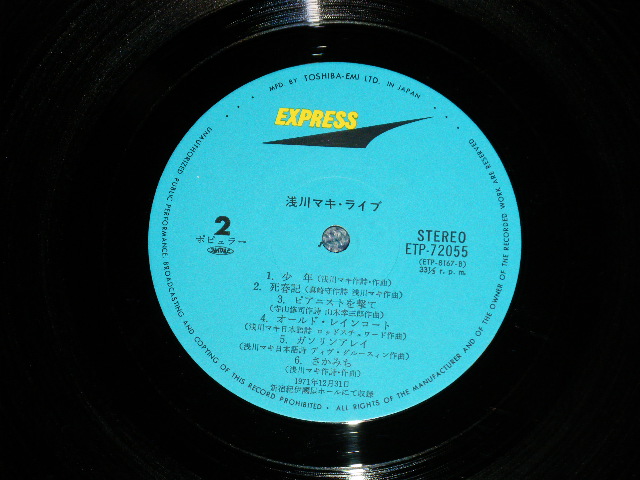 MFD BY TOSHIBA-EMI LTD. IN JAPAN
EXPRESS
浅川マキ・ライブ
2
ポピュラー
STEREO
ETP-72055
(ETP-8167-B)
33⅓ r. p. m.
1. 少年 (浅川マキ作詩・作曲)
2. 死春記 (真崎守作詩 浅川マキ作曲)
3. ピアニストを撃て
(寺山修司作詩 山木幸三郎作曲)
4. オールド・レインコート
(浅川マキ日本語詩 ロッドスチュワード作曲)
5. ガソリンアレイ
(浅川マキ日本語詩 ディヴ・グルースィン作曲)
6. さかみち
(浅川マキ作詩・作曲)
1971年12月31日
新宿紀伊國屋ホールにて収録
UNAUTHORIZED PUBLIC PERFORMANCE, BROADCASTING AND COPYING OF THIS RECORD PROHIBITED • ALL RIGHTS OF THE MANUFACTURER AND OF THE OWNER OF THE RECORDED WORK ARE RESERVED